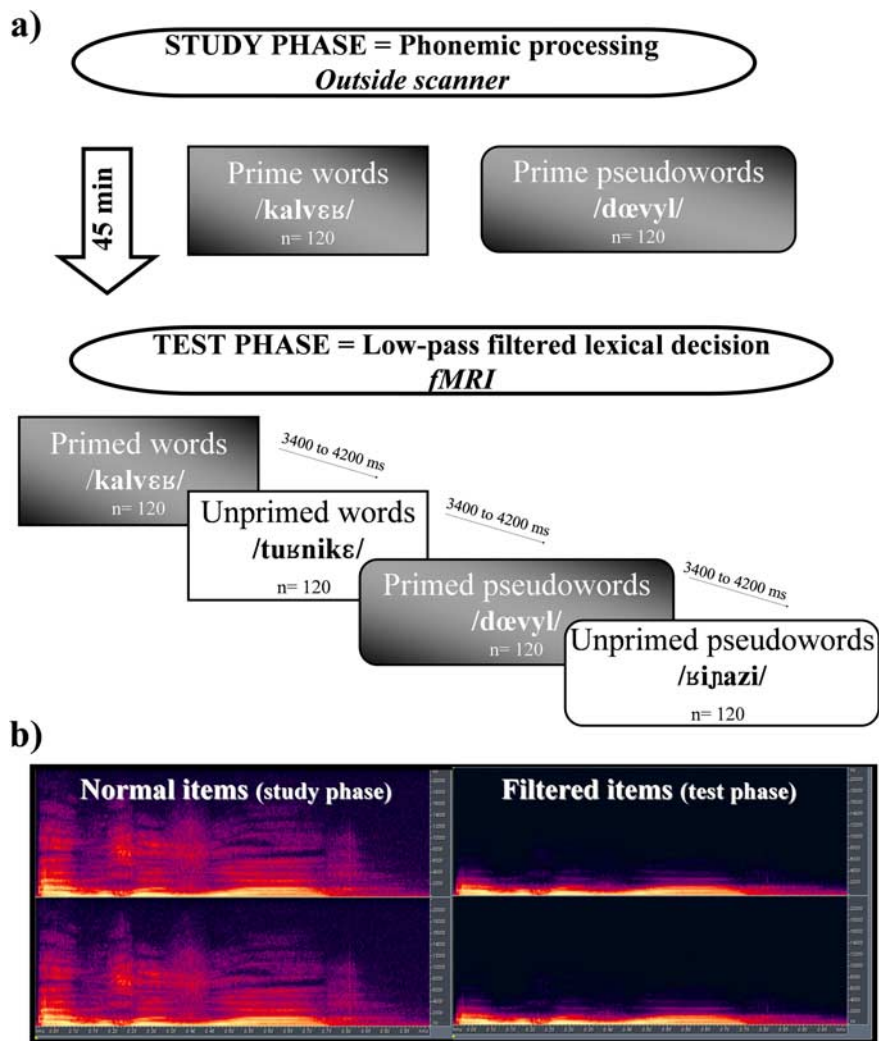 a)
STUDY PHASE = Phonemic processing
Outside scanner
45 min
Prime words
/kalvɛʁ/
n= 120
Prime pseudowords
/dœvyl/
n= 120
TEST PHASE = Low-pass filtered lexical decision
fMRI
Primed words
/kalvɛʁ/
n= 120
3400 to 4200 ms
Unprimed words
/tuʁnikɛ/
n= 120
3400 to 4200 ms
Primed pseudowords
/dœvyl/
n= 120
3400 to 4200 ms
Unprimed pseudowords
/ʁiɲazi/
n= 120
b)
Normal items (study phase)
Filtered items (test phase)